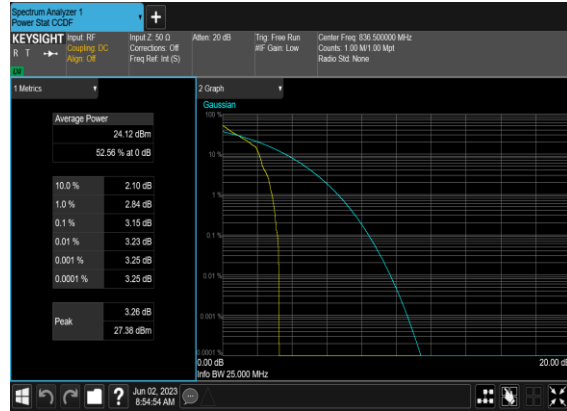 Spectrum Analyzer 1
Power Stat CCDF
+
KEYSIGHT
R T
LXI
Input: RF
Coupling: DC
Align: Off
Input Z: 50 Ω
Corrections: Off
Freq Ref: Int (S)
Atten: 20 dB
Trig: Free Run
#IF Gain: Low
Center Freq: 836.500000 MHz
Counts: 1.00 M/1.00 Mpt
Radio Std: None
1 Metrics
Average Power
24.12 dBm
52.56 % at 0 dB
10.0 % 2.10 dB
1.0 % 2.84 dB
0.1 % 3.15 dB
0.01 % 3.23 dB
0.001 % 3.25 dB
0.0001 % 3.25 dB
Peak 3.26 dB
27.38 dBm
2 Graph
Gaussian
100 %
10 %
1 %
0.1 %
0.01 %
0.001 %
0.0001 %
0.00 dB
20.00 dB
Info BW 25.000 MHz
?
Jun 02, 2023
8:54:54 AM